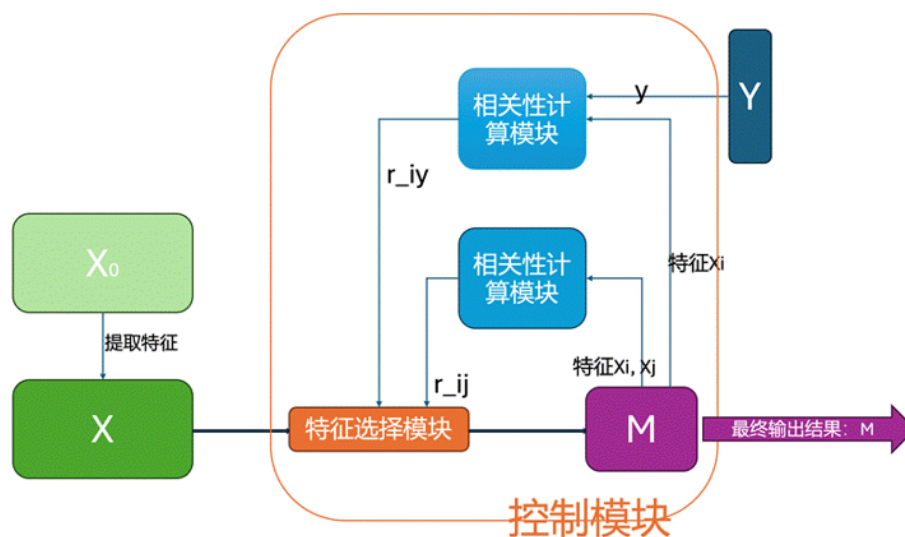 相关性计
算模块
y
Y
r_iy
X₀
相关性计
算模块
特征Xi
提取特征
特征Xi, Xj
r_ij
X
特征选择模块
M
最终输出结果：M
控制模块